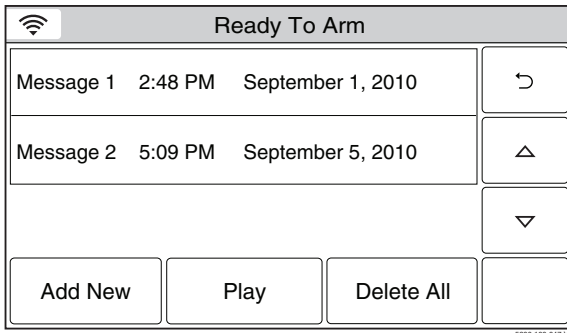 Ready To Arm
Message 1 2:48 PM September 1, 2010
Message 2 5:09 PM September 5, 2010
Add New Play Delete All